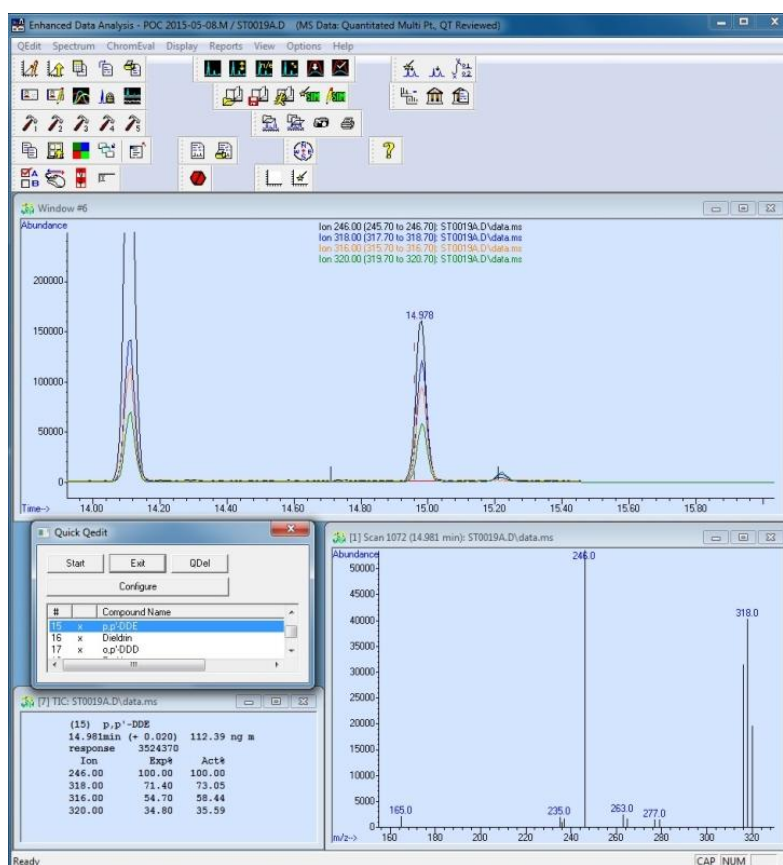 Enhanced Data Analysis - POC 2015-05-08.M / ST0019A.D (MS Data: Quantitated Multi Pt., QT Reviewed)
QEdit Spectrum ChromEval Display Reports View Options Help
Window #6
Abundance
Ion 246.00 (245.70 to 246.70): ST0019A.D\data.ms
Ion 318.00 (317.70 to 318.70): ST0019A.D\data.ms
Ion 316.00 (315.70 to 316.70): ST0019A.D\data.ms
Ion 320.00 (319.70 to 320.70): ST0019A.D\data.ms
200000
14.978
150000
100000
50000
0
Time-->
14.00 14.20 14.40 14.60 14.80 15.00 15.20 15.40 15.60 15.80
Quick Qedit
Start Exit QDel
Configure
# Compound Name
15 x p,p'-DDE
16 x Dieldrin
17 x o,p'-DDD
[7] TIC: ST0019A.D\data.ms
(15) p,p'-DDE
14.981min (+ 0.020) 112.39 ng m
response 3524370
Ion Exp% Act%
246.00 100.00 100.00
318.00 71.40 73.05
316.00 54.70 58.44
320.00 34.80 35.59
[1] Scan 1072 (14.981 min): ST0019A.D\data.ms
Abundance
246.0
50000
45000
318.0
40000
35000
30000
25000
20000
15000
10000
5000
165.0 235.0 263.0 277.0
0
m/z-->
160 180 200 220 240 260 280 300 320
Ready
CAP NUM